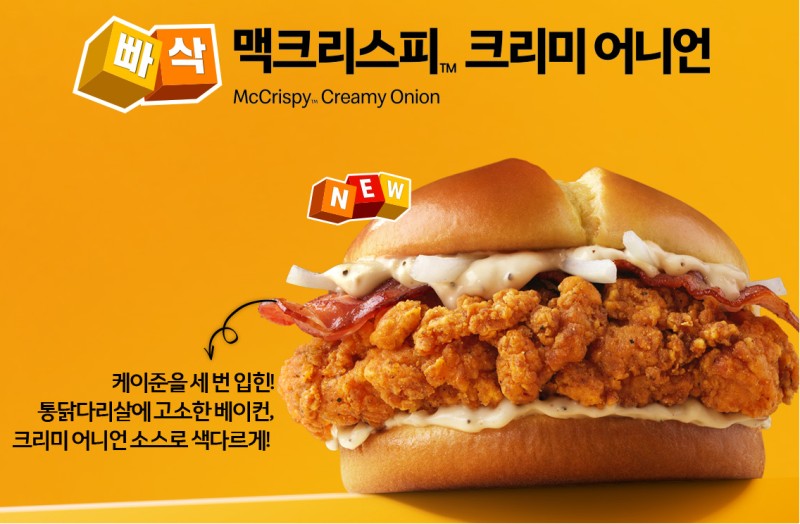 빠삭
맥크리스피™ 크리미 어니언
McCrispy™ Creamy Onion
NEW
케이준을 세 번 입힌!
통닭다리살에 고소한 베이컨,
크리미 어니언 소스로 색다르게!